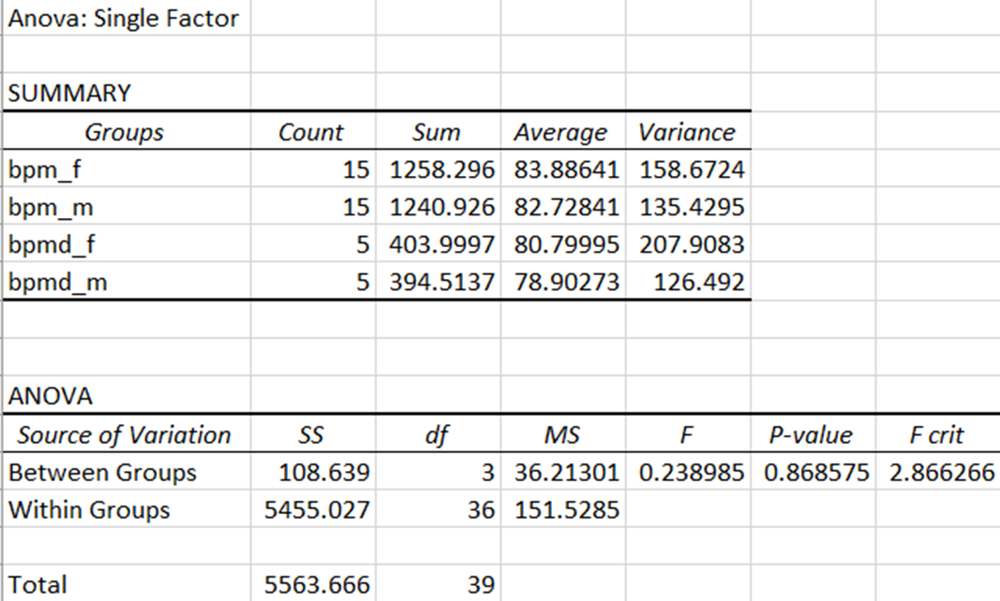 Anova: Single Factor
SUMMARY
Groups Count Sum Average Variance
bpm_f 15 1258.296 83.88641 158.6724
bpm_m 15 1240.926 82.72841 135.4295
bpmd_f 5 403.9997 80.79995 207.9083
bpmd_m 5 394.5137 78.90273 126.492
ANOVA
Source of Variation SS df MS F P-value F crit
Between Groups 108.639 3 36.21301 0.238985 0.868575 2.866266
Within Groups 5455.027 36 151.5285
Total 5563.666 39